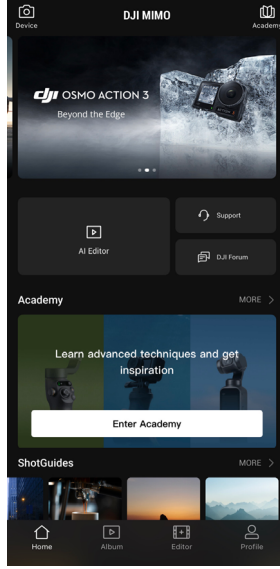 DJI MIMO
Device
Academy
dji OSMO ACTION 3
Beyond the Edge
AI Editor
Support
DJI Forum
Academy
MORE >
Learn advanced techniques and get
inspiration
Enter Academy
ShotGuides
MORE >
Home
Album
Editor
Profile